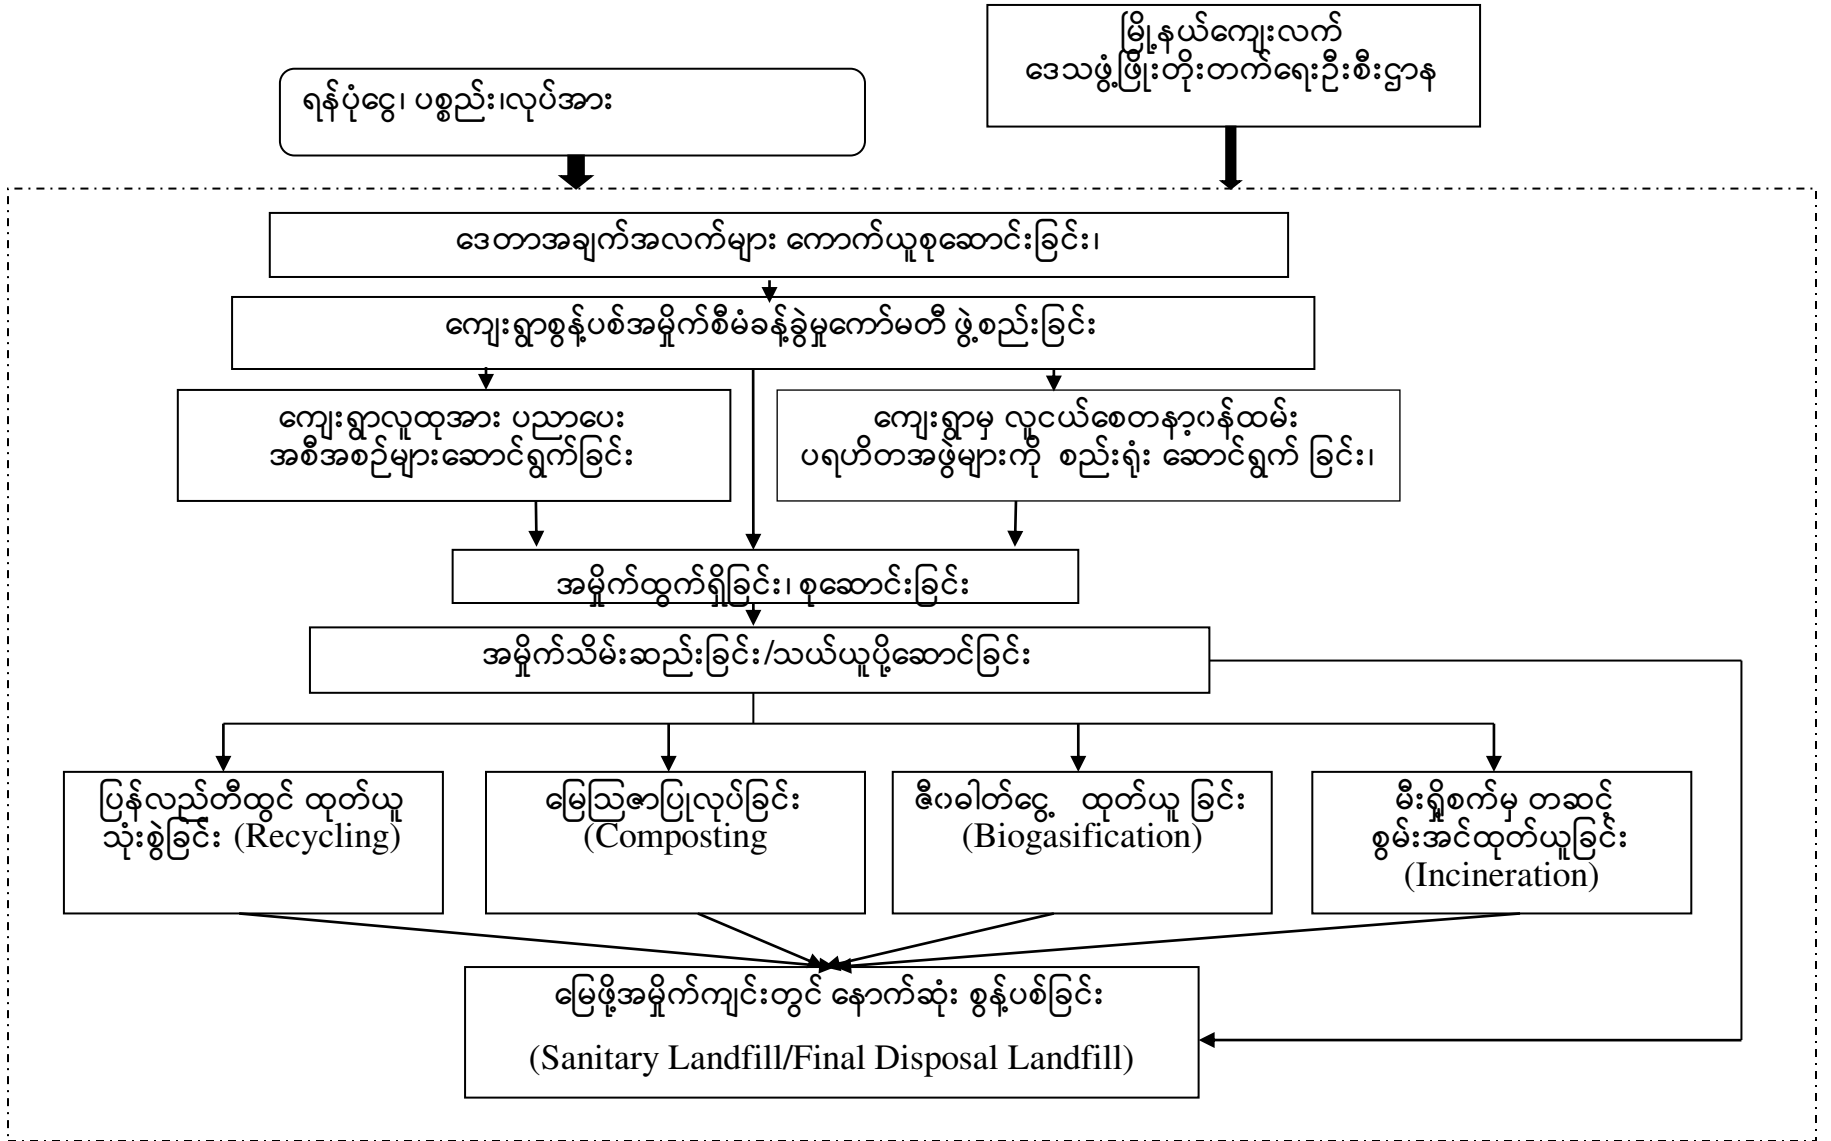 မြို့နယ်ကျေးလက်
ဒေသဖွံ့ဖြိုးတိုးတက်ရေးဦးစီးဌာန
ရန်ပုံငွေ၊ ပစ္စည်း၊လုပ်အား
ဒေတာအချက်အလက်များ ကောက်ယူစုဆောင်းခြင်း၊
ကျေးရွာစွန့်ပစ်အမှိုက်စီမံခန့်ခွဲမှုကော်မတီ ဖွဲ့စည်းခြင်း
ကျေးရွာလူထုအား ပညာပေး
အစီအစဉ်များဆောင်ရွက်ခြင်း
ကျေးရွာမှ လူငယ်စေတနာ့ဝန်ထမ်း
ပရဟိတအဖွဲများကို စည်းရုံး ဆောင်ရွက် ခြင်း၊
အမှိုက်ထွက်ရှိခြင်း၊ စုဆောင်းခြင်း
အမှိုက်သိမ်းဆည်းခြင်း/သယ်ယူပို့ဆောင်ခြင်း
ပြန်လည်တီထွင် ထုတ်ယူ
သုံးစွဲခြင်း (Recycling)
မြေဩဇာပြုလုပ်ခြင်း
(Composting
ဇီဝဓါတ်ငွေ့ ထုတ်ယူ ခြင်း
(Biogasification)
မီးရှို့စက်မှ တဆင့်
စွမ်းအင်ထုတ်ယူခြင်း
(Incineration)
မြေဖို့အမှိုက်ကျင်းတွင် နောက်ဆုံး စွန့်ပစ်ခြင်း
(Sanitary Landfill/Final Disposal Landfill)